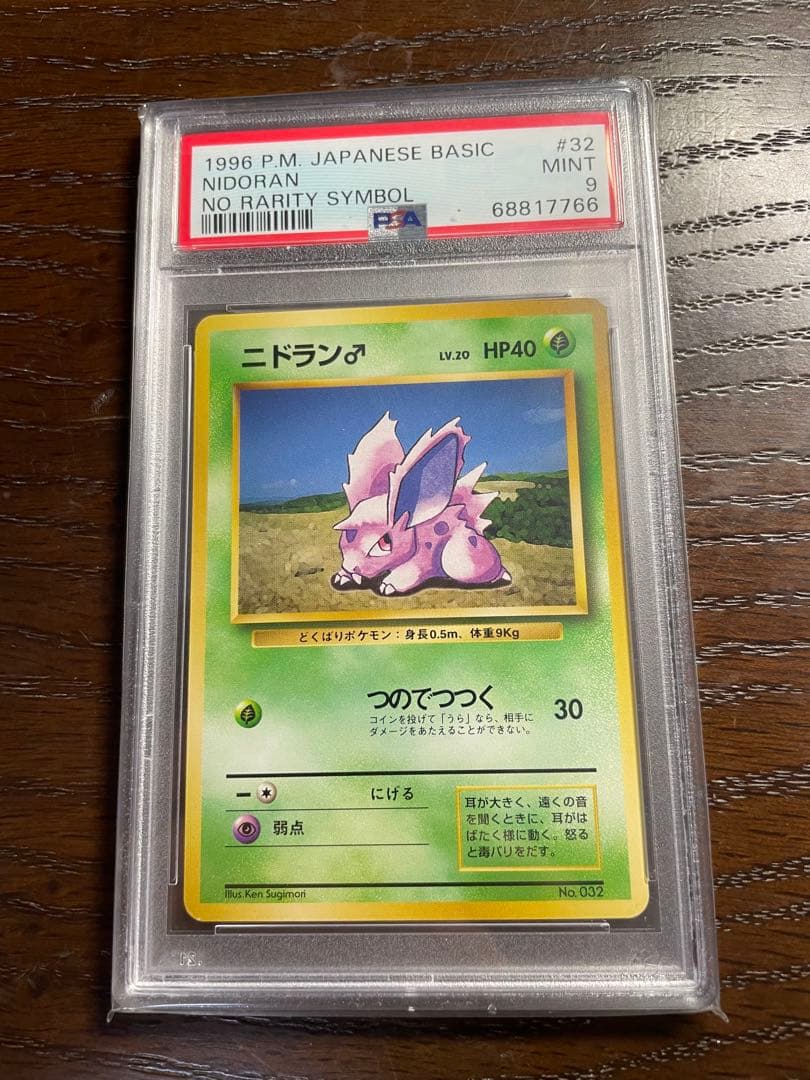 1996 P.M. JAPANESE BASIC #32
NIDORAN MINT
NO RARITY SYMBOL 9
PSA 68817766
ニドラン♂ LV.20 HP40
どくばりポケモン：身長0.5m、体重9Kg
つのでつつく 30
コインを投げて「うら」なら、相手に
ダメージをあたえることができない。
にげる
弱点
耳が大きく、遠くの音
を聞くときに、耳がは
ばたく様に動く。怒る
と毒バリをだす。
Illus.Ken Sugimori No. 032